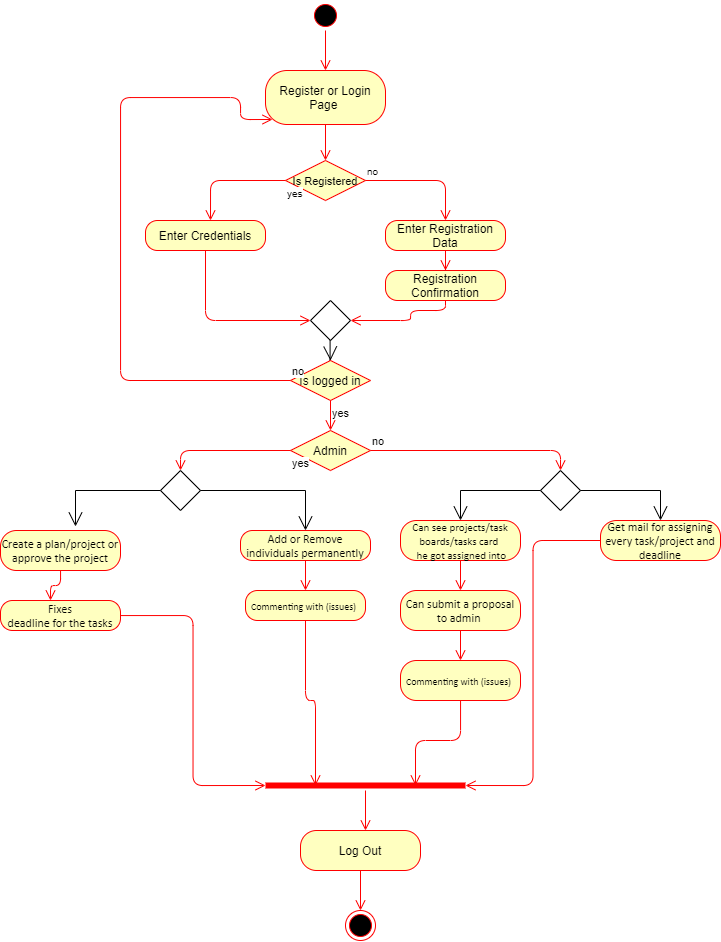 Register or Login
Page
Is Registered
no
yes
Enter Credentials
Enter Registration
Data
Registration
Confirmation
no
is logged in
yes
Admin
no
yes
Create a plan/project or
approve the project
Add or Remove
individuals permanently
Can see projects/task
boards/tasks card
he got assigned into
Get mail for assigning
every task/project and
deadline
Fixes
deadline for the tasks
Commenting with (issues)
Can submit a proposal
to admin
Commenting with (issues)
Log Out